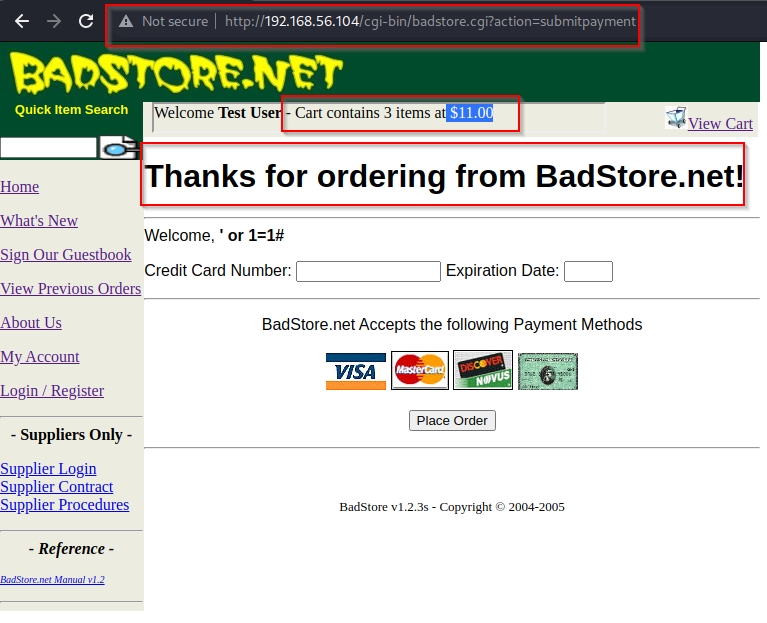 Not secure | http://192.168.56.104/cgi-bin/badstore.cgi?action=submitpayment
BADSTORE.NET
Quick Item Search
Welcome Test User - Cart contains 3 items at $11.00
View Cart
Thanks for ordering from BadStore.net!
Home
What's New
Sign Our Guestbook
View Previous Orders
About Us
My Account
Login / Register
- Suppliers Only -
Supplier Login
Supplier Contract
Supplier Procedures
- Reference -
BadStore.net Manual v1.2
Welcome, ' or 1=1#
Credit Card Number: Expiration Date:
BadStore.net Accepts the following Payment Methods
VISA MasterCard DISCOVER NOVUS
Place Order
BadStore v1.2.3s - Copyright © 2004-2005